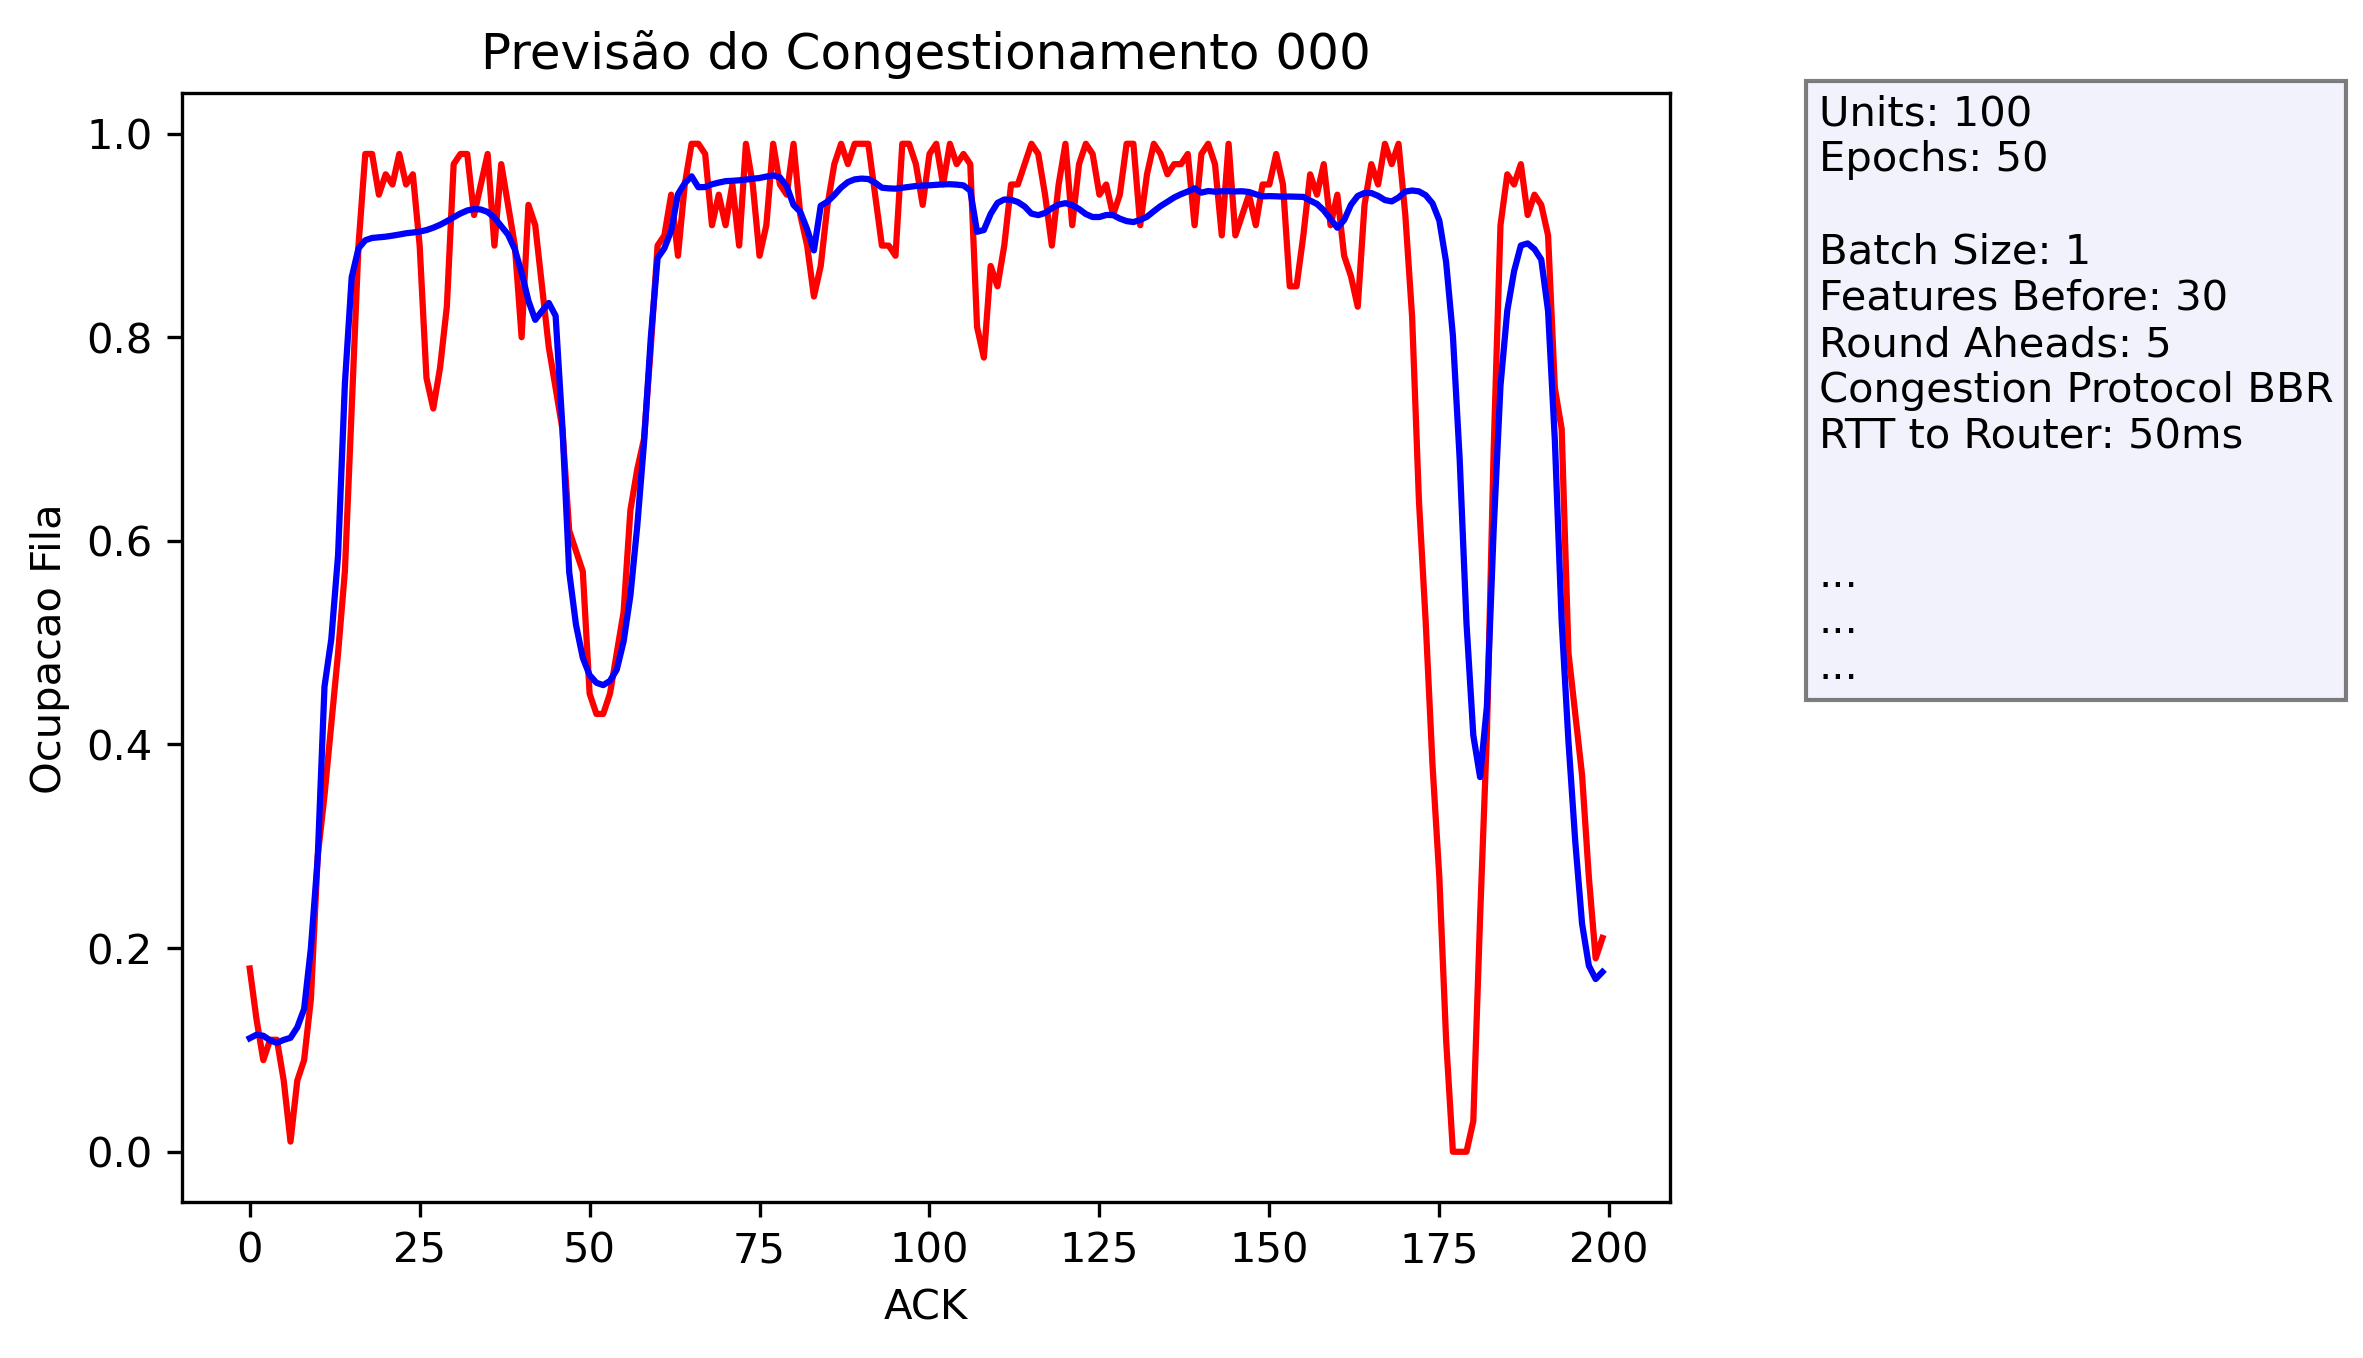 Previsão do Congestionamento 000
1.0
0.8
0.6
0.4
0.2
0.0
Ocupacao Fila
0
25
50
75
100
125
150
175
200
ACK
Units: 100
Epochs: 50
Batch Size: 1
Features Before: 30
Round Aheads: 5
Congestion Protocol BBR
RTT to Router: 50ms
...
...
...